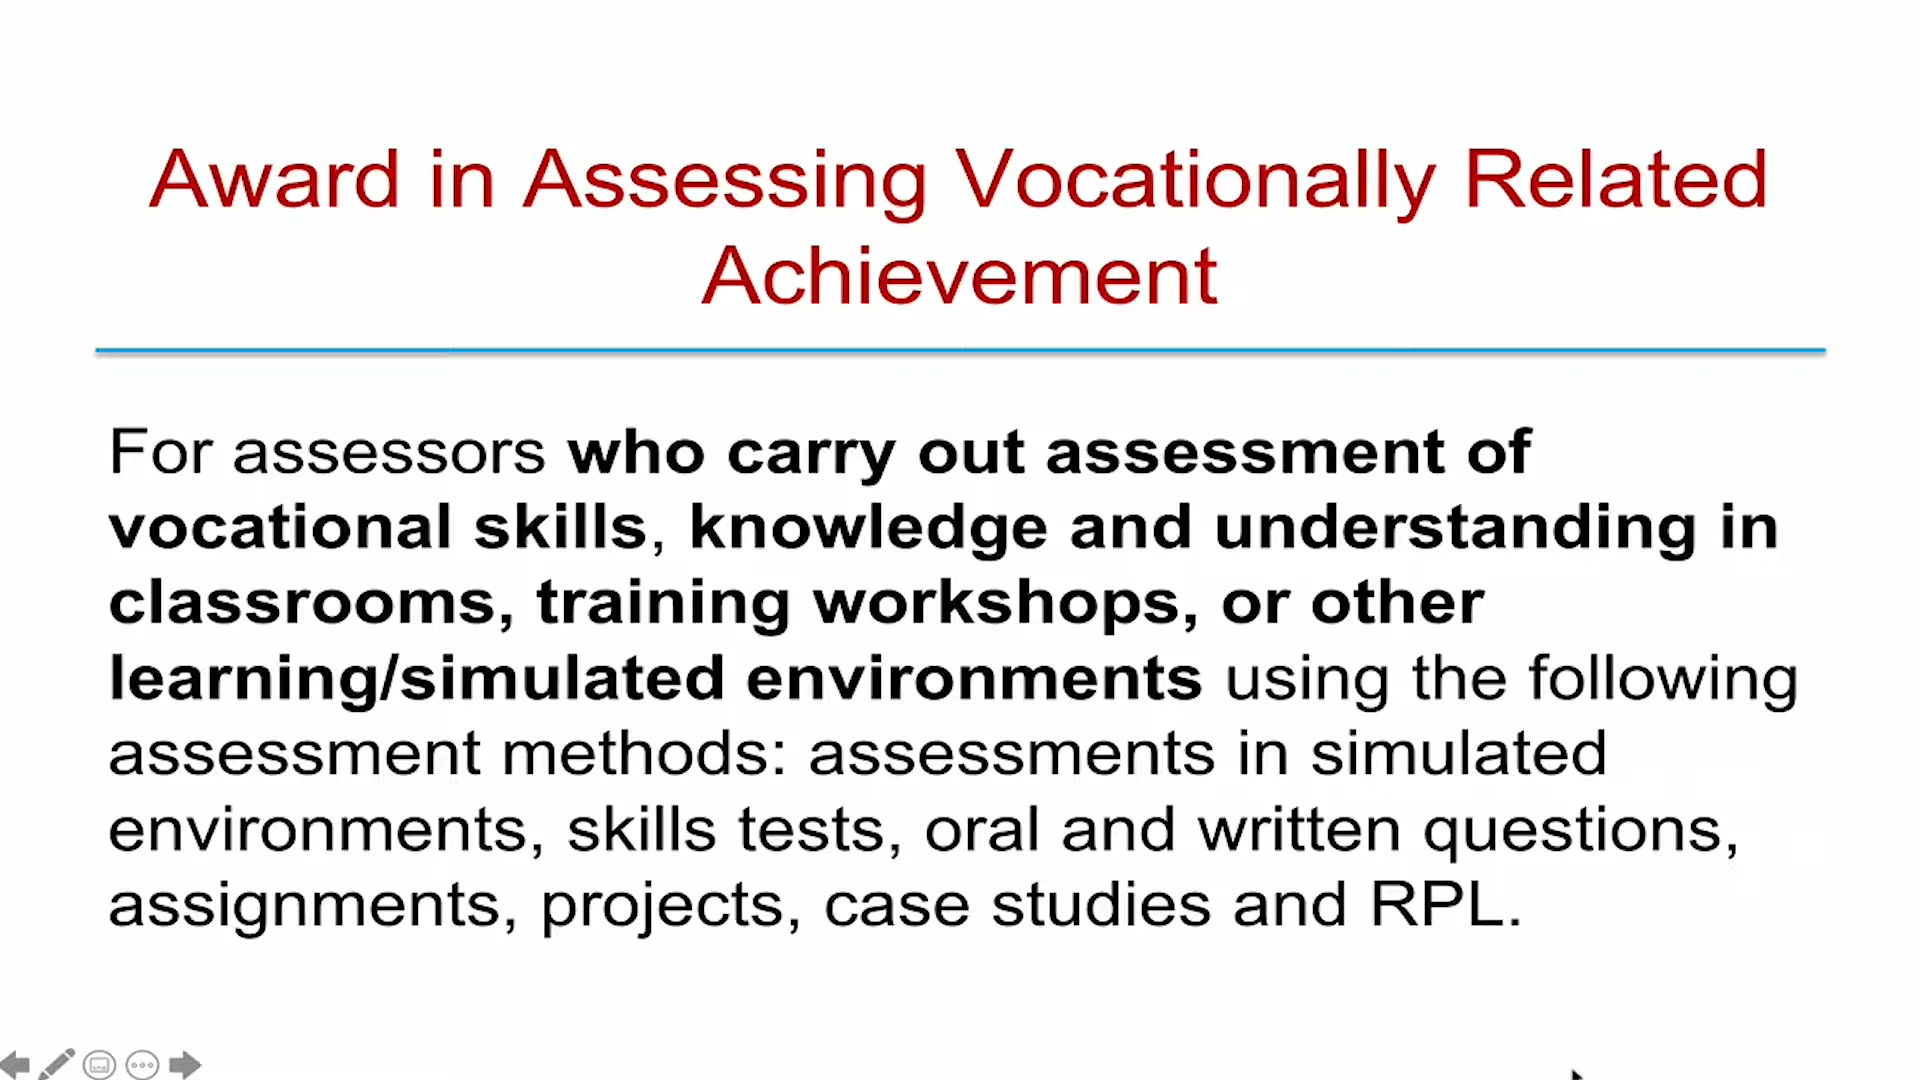 Award in Assessing Vocationally Related
Achievement
For assessors who carry out assessment of
vocational skills, knowledge and understanding in
classrooms, training workshops, or other
learning/simulated environments using the following
assessment methods: assessments in simulated
environments, skills tests, oral and written questions,
assignments, projects, case studies and RPL.